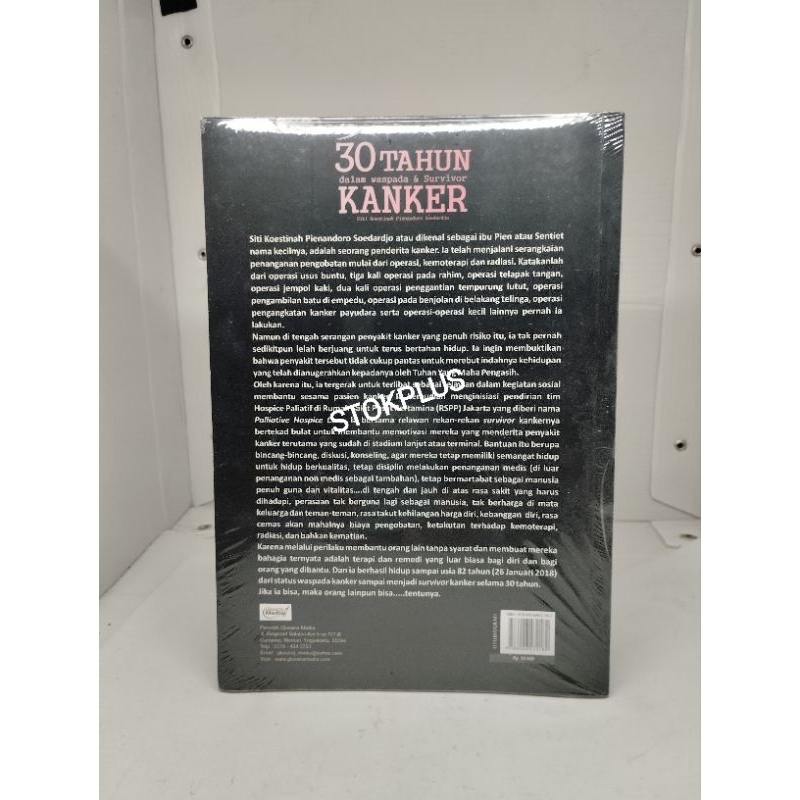 30 TAHUN
dalam waspada & Survivor
KANKER
Siti Koestinah Pienandoro Soedardjo
Siti Koestinah Pienandoro Soedardjo atau dikenal sebagai ibu Pien atau Sentiet
nama kecilnya, adalah seorang penderita kanker. Ia telah menjalani serangkaian
penanganan pengobatan mulai dari operasi, kemoterapi dan radiasi. Katakanlah
dari operasi usus buntu, tiga kali operasi pada rahim, operasi telapak tangan,
operasi jempol kaki, dua kali operasi penggantian tempurung lutut, operasi
pengambilan batu di empedu, operasi pada benjolan di belakang telinga, operasi
pengangkatan kanker payudara serta operasi-operasi kecil lainnya pernah ia
lakukan.
Namun di tengah serangan penyakit kanker yang penuh risiko itu, ia tak pernah
sedikitpun lelah berjuang untuk terus bertahan hidup. Ia ingin membuktikan
bahwa penyakit tersebut tidak cukup pantas untuk merebut indahnya kehidupan
yang telah dianugerahkan kepadanya oleh Tuhan Yang Maha Pengasih.
Oleh karena itu, ia tergerak untuk terlibat sebagai relawan dalam kegiatan sosial
membantu sesama pasien kanker menginisiasi pendirian tim
Hospice Paliatif di Rumah Sakit Pusat Pertamina (RSPP) Jakarta yang diberi nama
Palliative Hospice bersama relawan rekan-rekan survivor kankernya
bertekad bulat untuk membantu memotivasi mereka yang menderita penyakit
kanker terutama yang sudah di stadium lanjut atau terminal. Bantuan itu berupa
bincang-bincang, diskusi, konseling, agar mereka tetap memiliki semangat hidup
untuk hidup berkualitas, tetap disiplin melakukan penanganan medis (di luar
penanganan non medis sebagai tambahan), tetap bermartabat sebagai manusia
penuh guna dan vitalitas....di tengah dan jauh di atas rasa sakit yang harus
dihadapi, perasaan tak berguna lagi sebagai manusia, tak berharga di mata
keluarga dan teman-teman, rasa takut kehilangan harga diri, kebanggan diri, rasa
cemas akan mahalnya biaya pengobatan, ketakutan terhadap kemoterapi,
radiasi, dan bahkan kematian.
Karena melalui perilaku membantu orang lain tanpa syarat dan membuat mereka
bahagia ternyata adalah terapi dan remedi yang luar biasa bagi diri dan bagi
orang yang dibantu. Dan ia berhasil hidup sampai usia 82 tahun (26 Januari 2018)
dari status waspada kanker sampai menjadi survivor kanker selama 30 tahun.
Jika ia bisa, maka orang lainpun bisa.....tentunya.
STOKPLUS